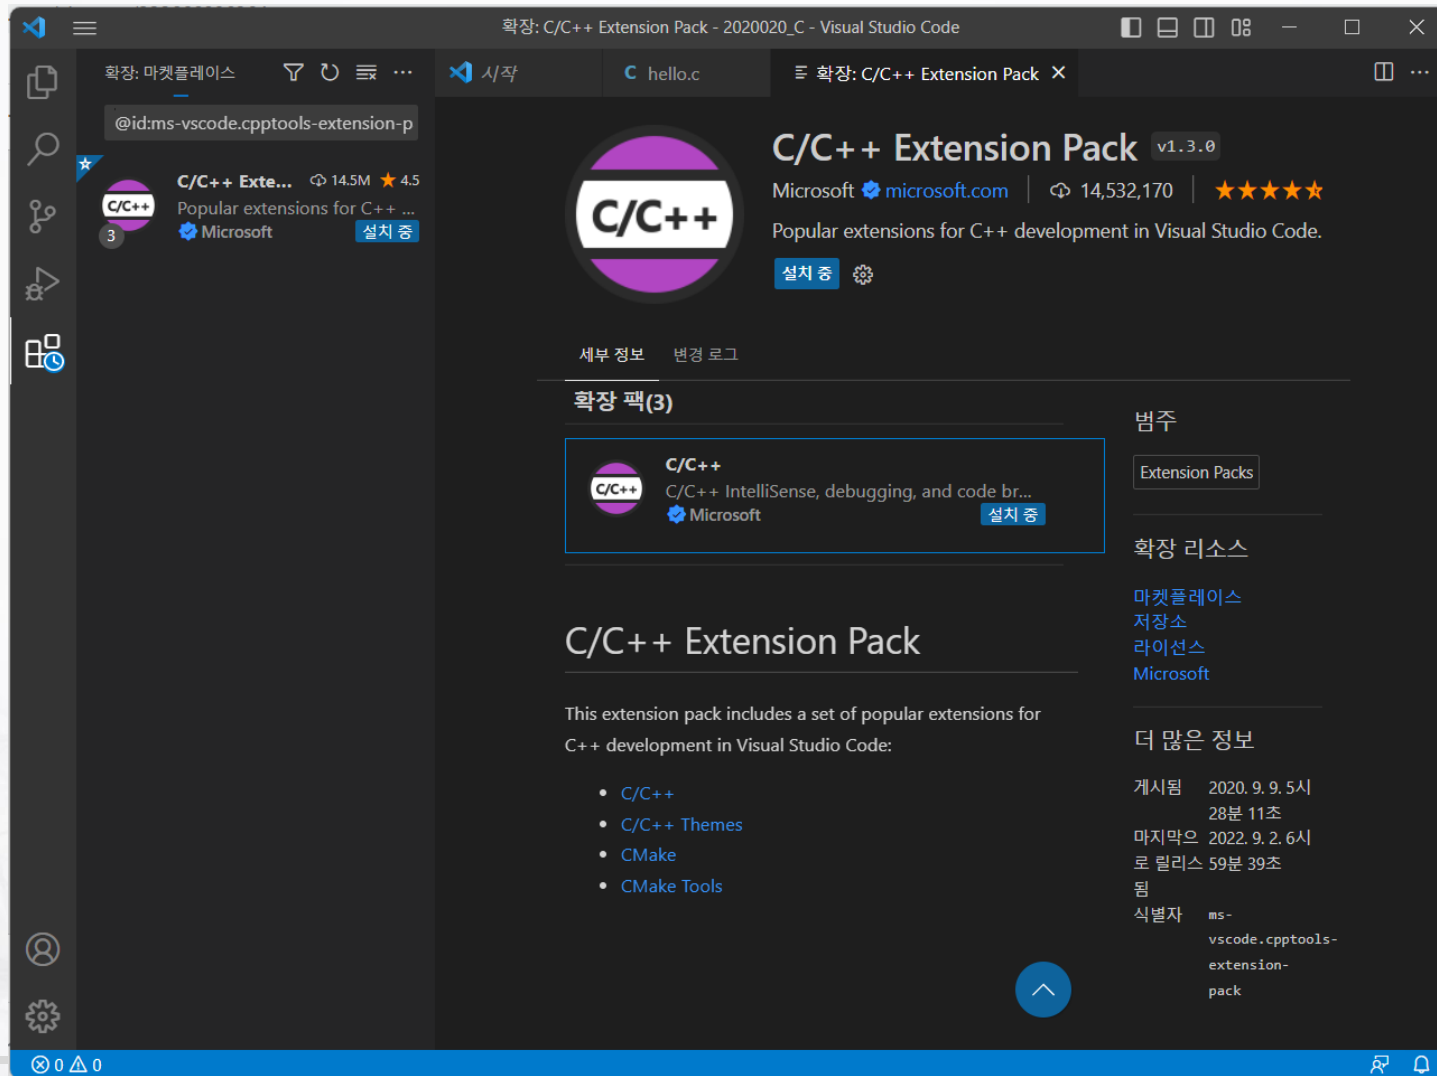 확장: C/C++ Extension Pack - 2020020_C - Visual Studio Code
확장: 마켓플레이스
시작
C hello.c
확장: C/C++ Extension Pack
@id:ms-vscode.cpptools-extension-p
C/C++ Exte... 14.5M 4.5
Popular extensions for C++ ...
Microsoft 설치 중
C/C++
3
C/C++
C/C++ Extension Pack v1.3.0
Microsoft microsoft.com 14,532,170
Popular extensions for C++ development in Visual Studio Code.
설치 중
세부 정보 변경 로그
확장 팩(3)
C/C++
C/C++
C/C++ IntelliSense, debugging, and code br...
Microsoft 설치 중
C/C++ Extension Pack
This extension pack includes a set of popular extensions for
C++ development in Visual Studio Code:
C/C++
C/C++ Themes
CMake
CMake Tools
범주
Extension Packs
확장 리소스
마켓플레이스
저장소
라이선스
Microsoft
더 많은 정보
게시됨 2020. 9. 9. 5시
28분 11초
마지막으 2022. 9. 2. 6시
로 릴리스 59분 39초
됨
식별자 ms-
vscode.cpptools-
extension-
pack
0 0